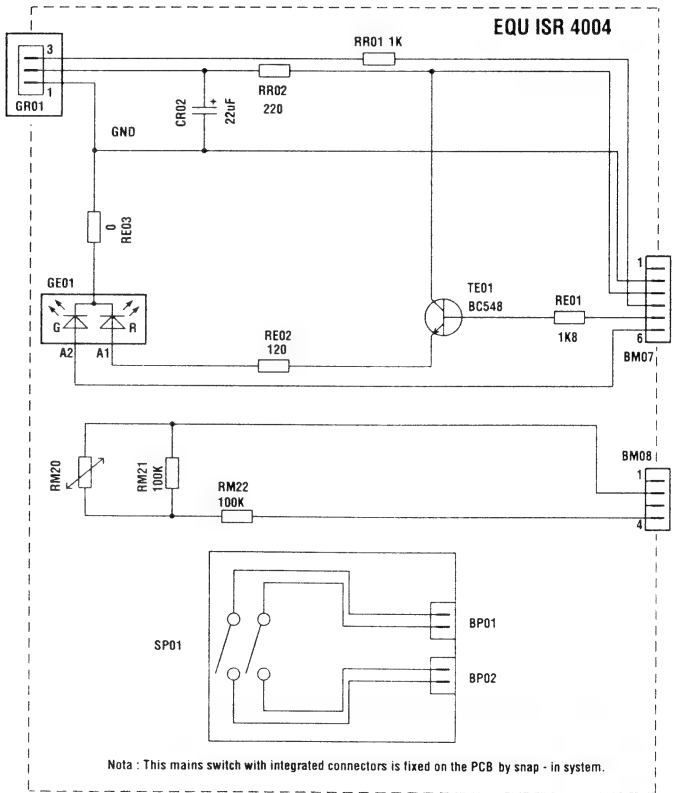 EQU ISR 4004
RR01 1K
3
1
GR01
RR02
220
CR02
+
22uF
GND
0
RE03
GE01
G
R
A2
A1
TE01
BC548
RE01
1K8
RE02
120
1
6
BM07
RM20
RM21
100K
RM22
100K
BM08
1
4
SP01
BP01
BP02
Nota : This mains switch with integrated connectors is fixed on the PCB by snap - in system.